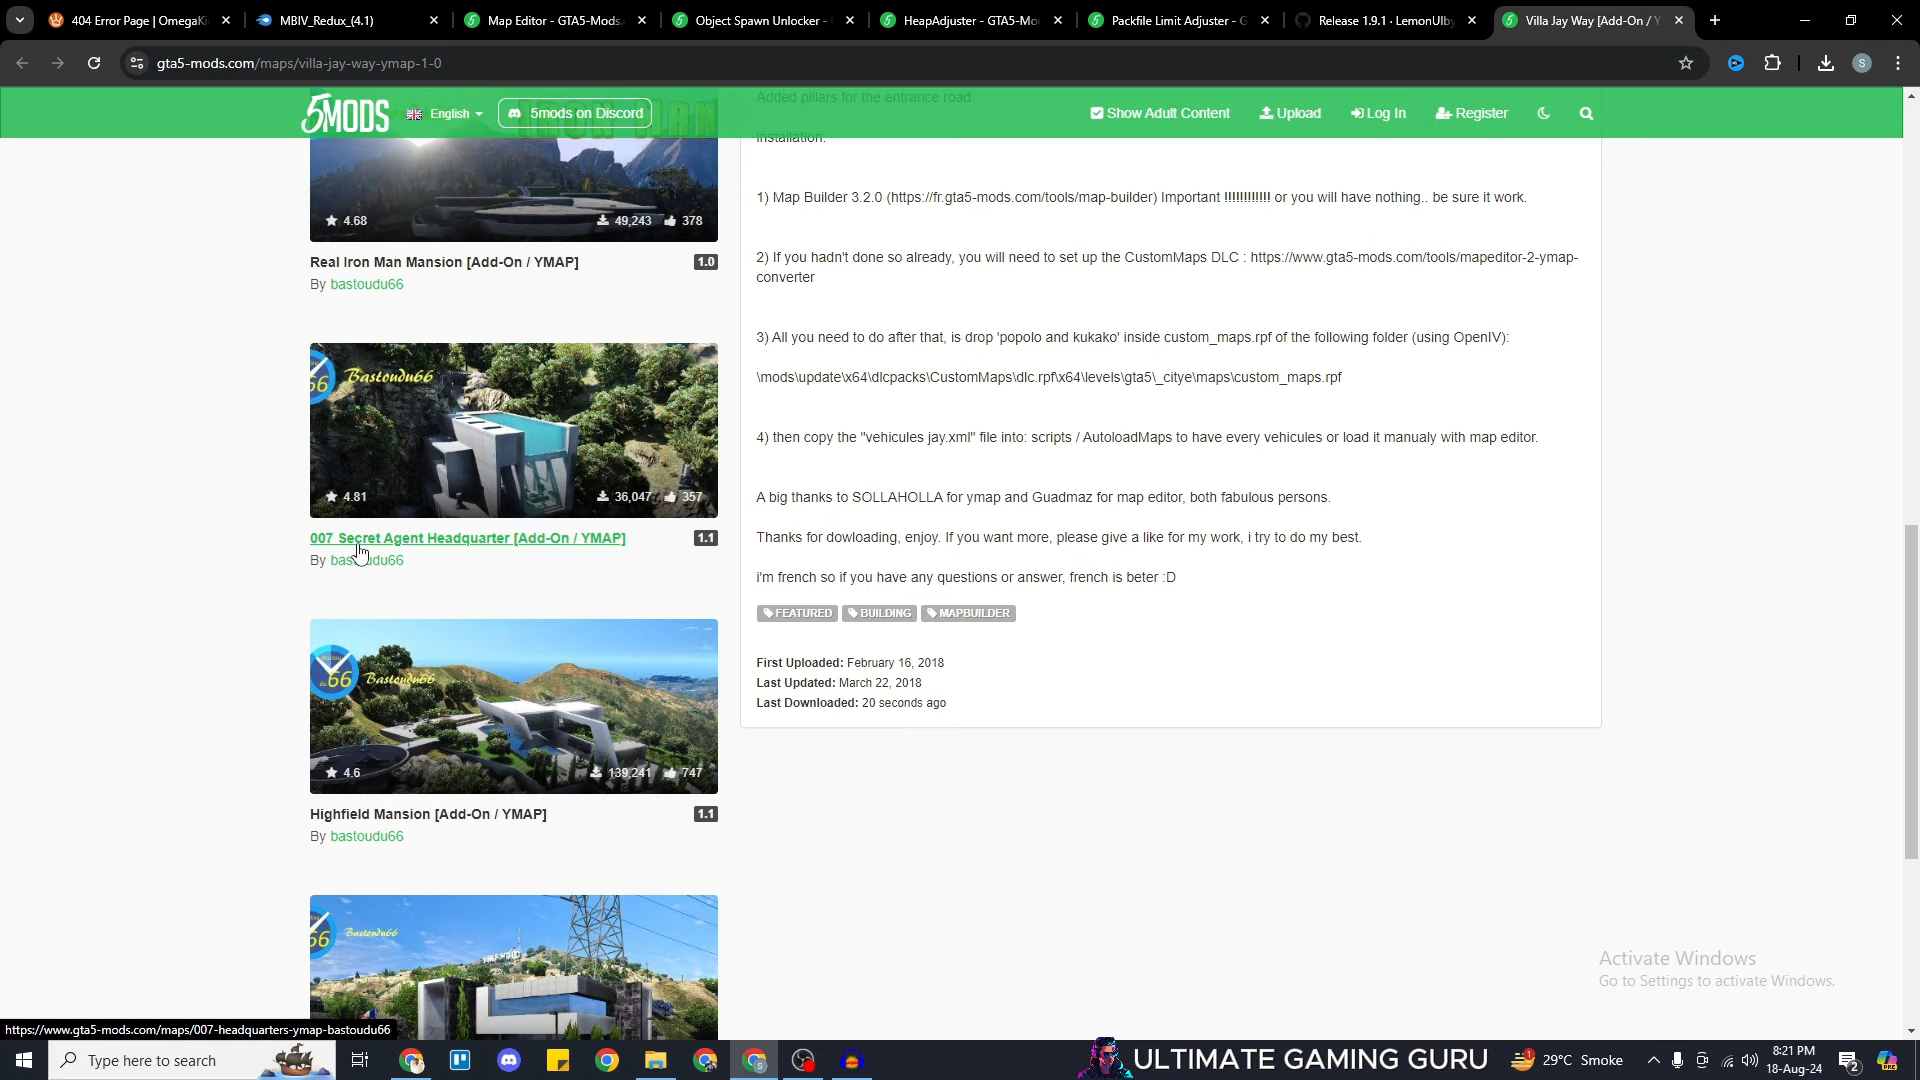 404 Error Page | OmegaKi
MBIV_Redux_(4.1)
Map Editor - GTA5-Mods.
Object Spawn Unlocker -
HeapAdjuster - GTA5-Mo
Packfile Limit Adjuster - G
Release 1.9.1 · LemonUIby
Villa Jay Way [Add-On / Y
gta5-mods.com/maps/villa-jay-way-ymap-1-0
5MODS
English
5mods on Discord
Show Adult Content
Upload
Log In
Register
Added pillars for the entrance road
Installation:
4.68
49,243
378
Real Iron Man Mansion [Add-On / YMAP]
1.0
By bastoudu66
Bastoudu66
66
4.81
36,047
357
007 Secret Agent Headquarter [Add-On / YMAP]
1.1
By bastoudu66
66
Bastoudu66
4.6
139,241
747
Highfield Mansion [Add-On / YMAP]
1.1
By bastoudu66
66
Bastoudu66
1) Map Builder 3.2.0 (https://fr.gta5-mods.com/tools/map-builder) Important !!!!!!!!!!!!! or you will have nothing.. be sure it work.
2) If you hadn't done so already, you will need to set up the CustomMaps DLC : https://www.gta5-mods.com/tools/mapeditor-2-ymap-
converter
3) All you need to do after that, is drop 'popolo and kukako' inside custom_maps.rpf of the following folder (using OpenIV):
\mods\update\x64\dlcpacks\CustomMaps\dlc.rpf\x64\levels\gta5\_citye\maps\custom_maps.rpf
4) then copy the "vehicules jay.xml" file into: scripts / AutoloadMaps to have every vehicules or load it manualy with map editor.
A big thanks to SOLLAHOLLA for ymap and Guadmaz for map editor, both fabulous persons.
Thanks for dowloading, enjoy. If you want more, please give a like for my work, i try to do my best.
i'm french so if you have any questions or answer, french is beter :D
FEATURED
BUILDING
MAPBUILDER
First Uploaded: February 16, 2018
Last Updated: March 22, 2018
Last Downloaded: 20 seconds ago
Activate Windows
Go to Settings to activate Windows.
https://www.gta5-mods.com/maps/007-headquarters-ymap-bastoudu66
Type here to search
ULTIMATE GAMING GURU
29°C Smoke
8:21 PM
18-Aug-24
2